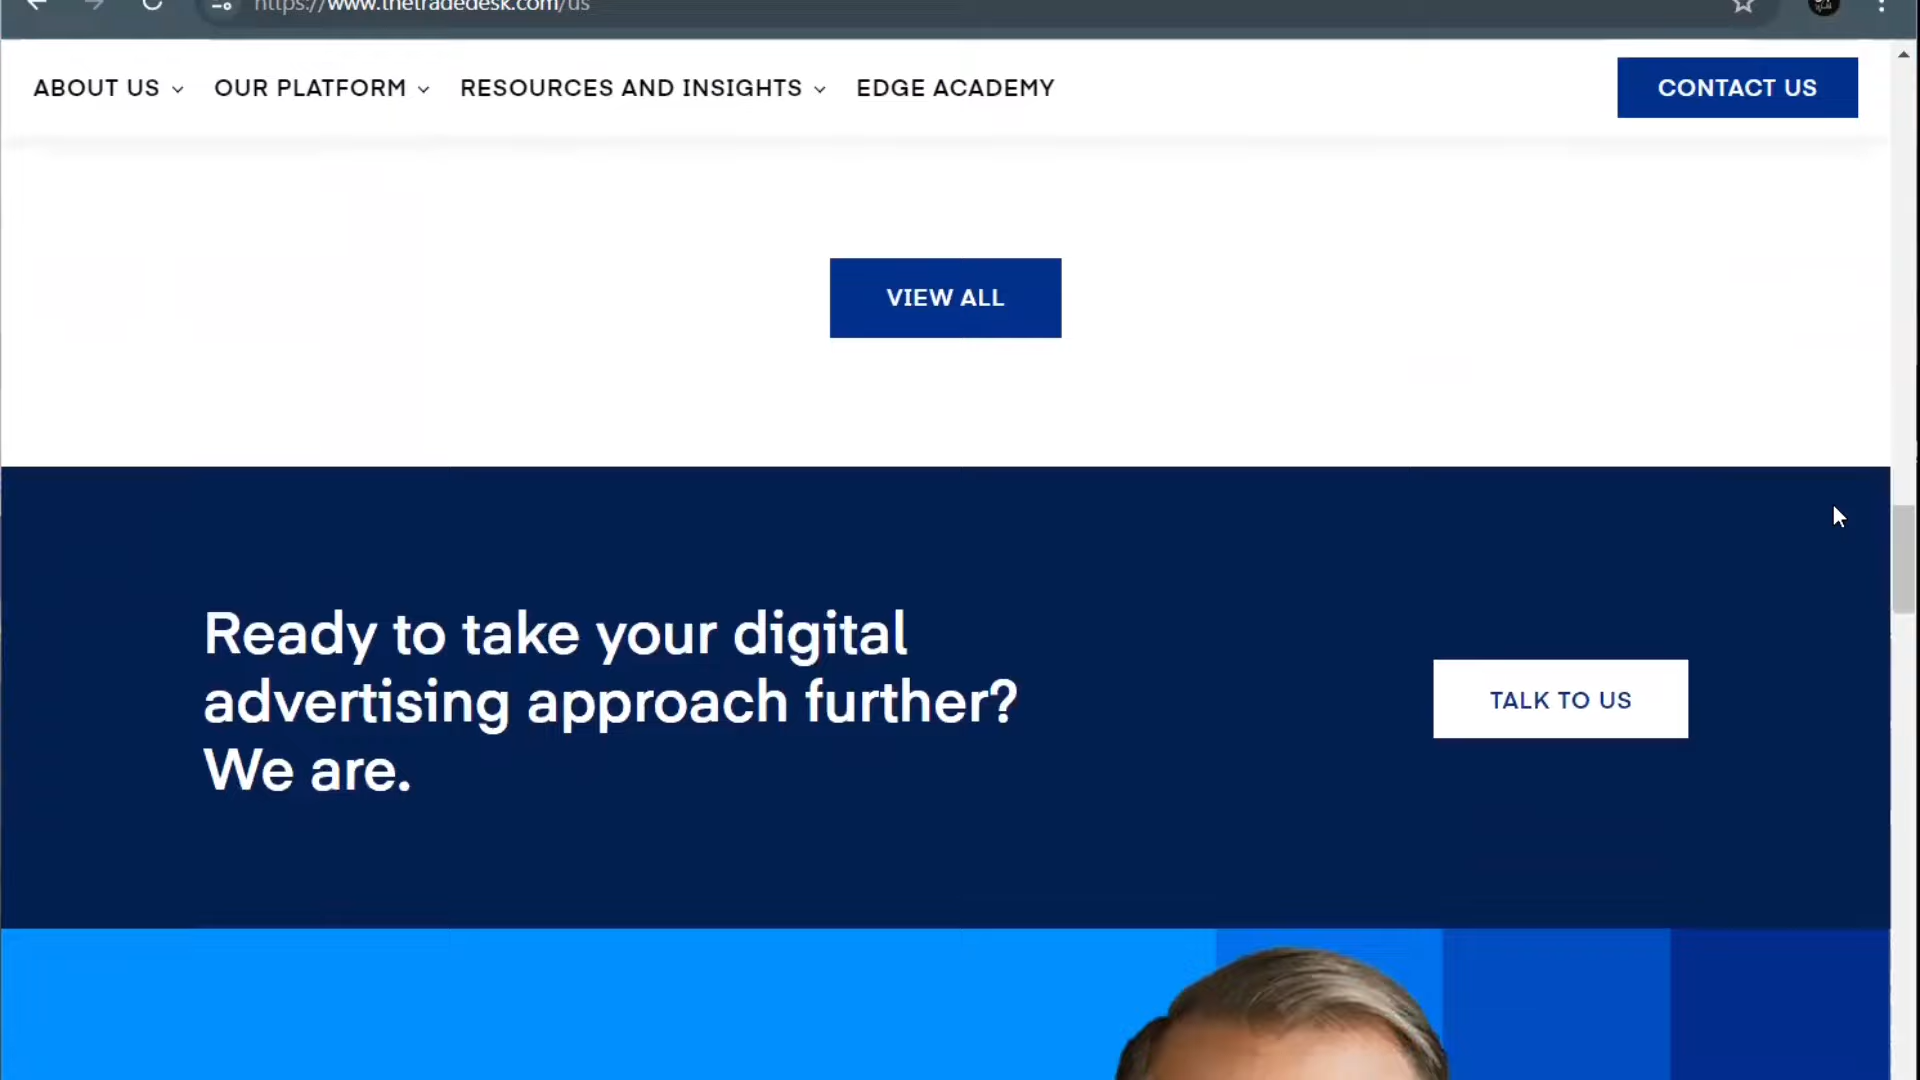 https://www.thetradedesk.com/us
ABOUT US
OUR PLATFORM
RESOURCES AND INSIGHTS
EDGE ACADEMY
CONTACT US
VIEW ALL
Ready to take your digital
advertising approach further?
We are.
TALK TO US